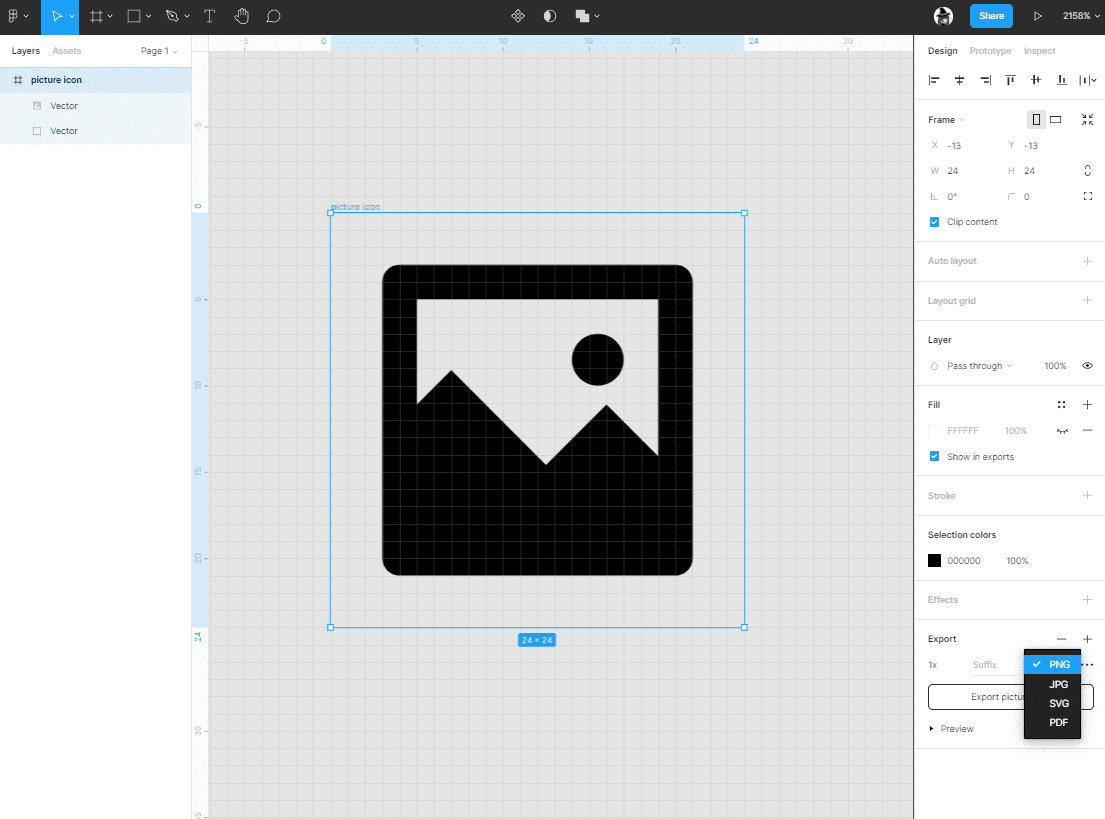 Share
2158%
Layers
Assets
Page 1
picture icon
Vector
Vector
-5
0
5
10
15
20
24
30
-5
0
5
10
15
20
24
30
35
picture icon
24 × 24
Design
Prototype
Inspect
Frame
X -13
Y -13
W 24
H 24
0°
0
Clip content
Auto layout
Layout grid
Layer
Pass through
100%
Fill
FFFFFF
100%
Show in exports
Stroke
Selection colors
000000
100%
Effects
Export
1x
Suffix
PNG
JPG
SVG
PDF
Export pictu
Preview